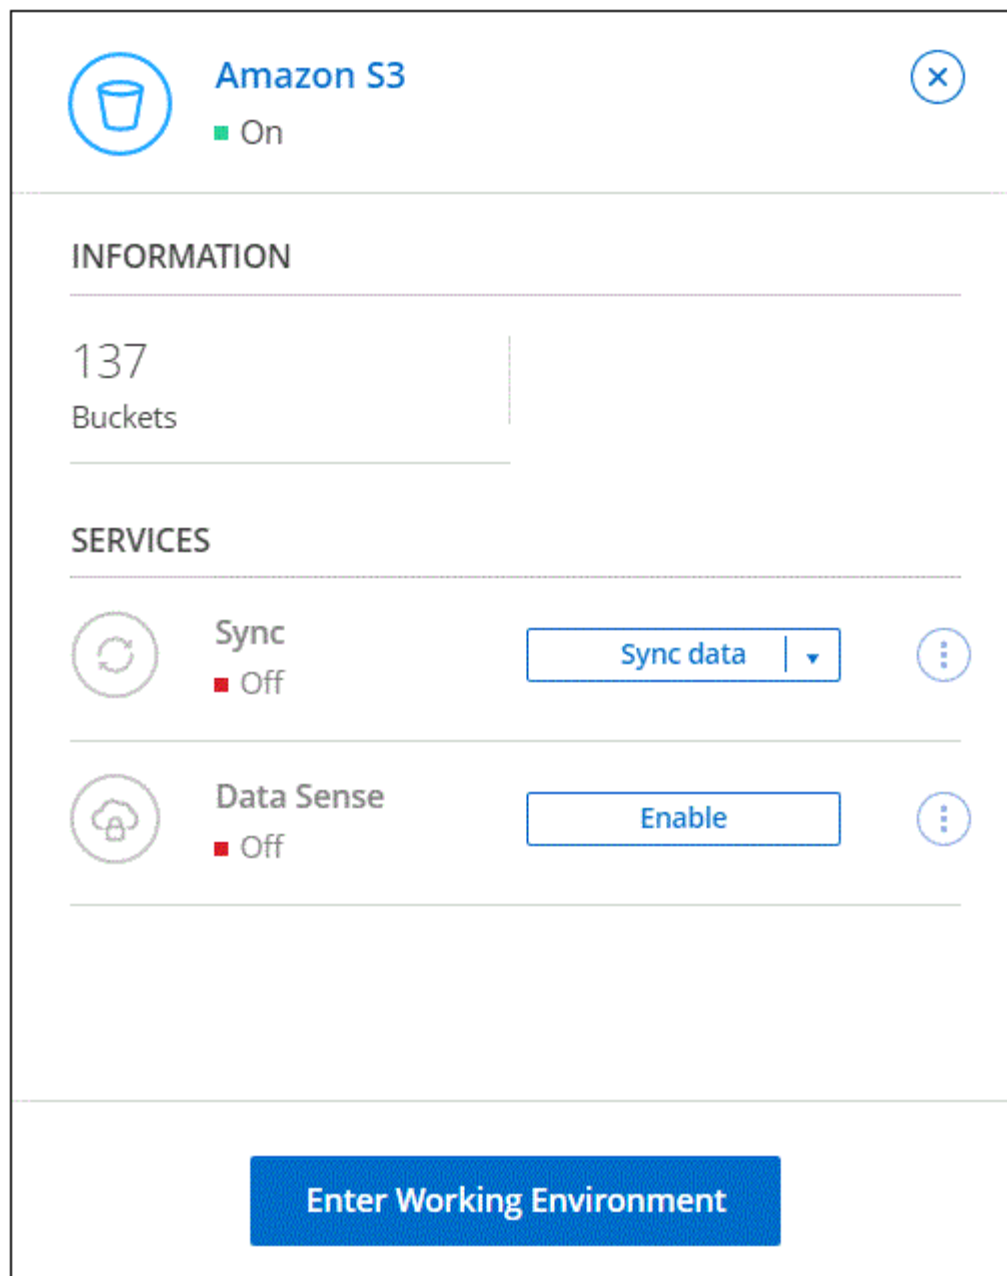 Amazon S3
On
INFORMATION
137
Buckets
SERVICES
Sync
Off
Sync data
Data Sense
Off
Enable
Enter Working Environment